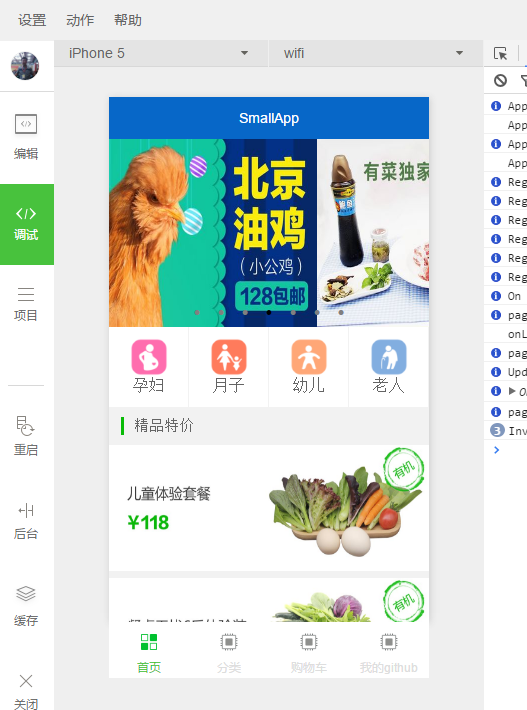 设置 动作 帮助
iPhone 5 wifi
编辑
调试
项目
重启
后台
缓存
关闭
SmallApp
北京
油鸡
(小公鸡)
128包邮
有菜独家
孕妇 月子 幼儿 老人
精品特价
有机
儿童体验套餐
¥118
有机
首页 分类 购物车 我的github
App
App
App
App
Reg
Reg
Reg
Reg
Reg
Reg
On
pag
onL
pag
Upd
pag
3 Inv